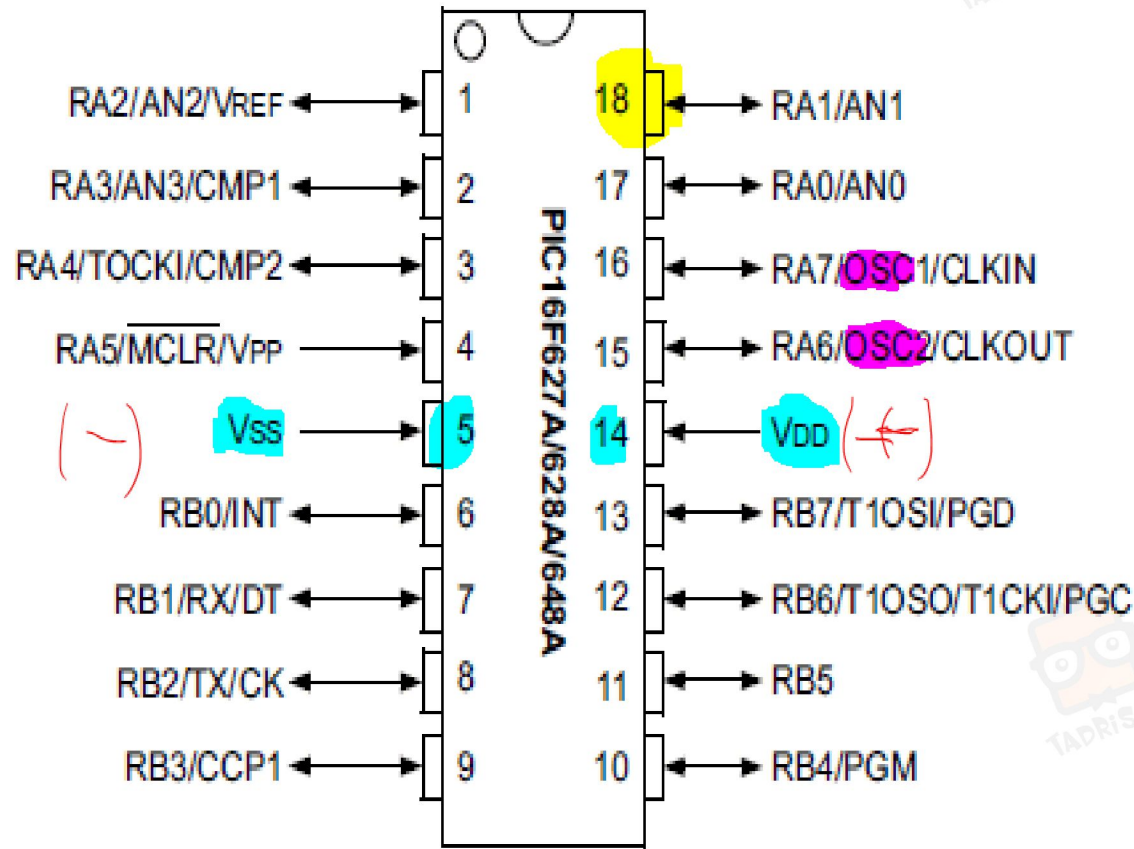 RA2/AN2/VREF 1 18 RA1/AN1
RA3/AN3/CMP1 2 17 RA0/AN0
RA4/TOCKI/CMP2 3 16 RA7/OSC1/CLKIN
RA5/MCLR/VPP 4 15 RA6/OSC2/CLKOUT
(-) VSS 5 14 VDD (+)
RB0/INT 6 13 RB7/T1OSI/PGD
RB1/RX/DT 7 12 RB6/T1OSO/T1CKI/PGC
RB2/TX/CK 8 11 RB5
RB3/CCP1 9 10 RB4/PGM
PIC16F627A/628A/648A